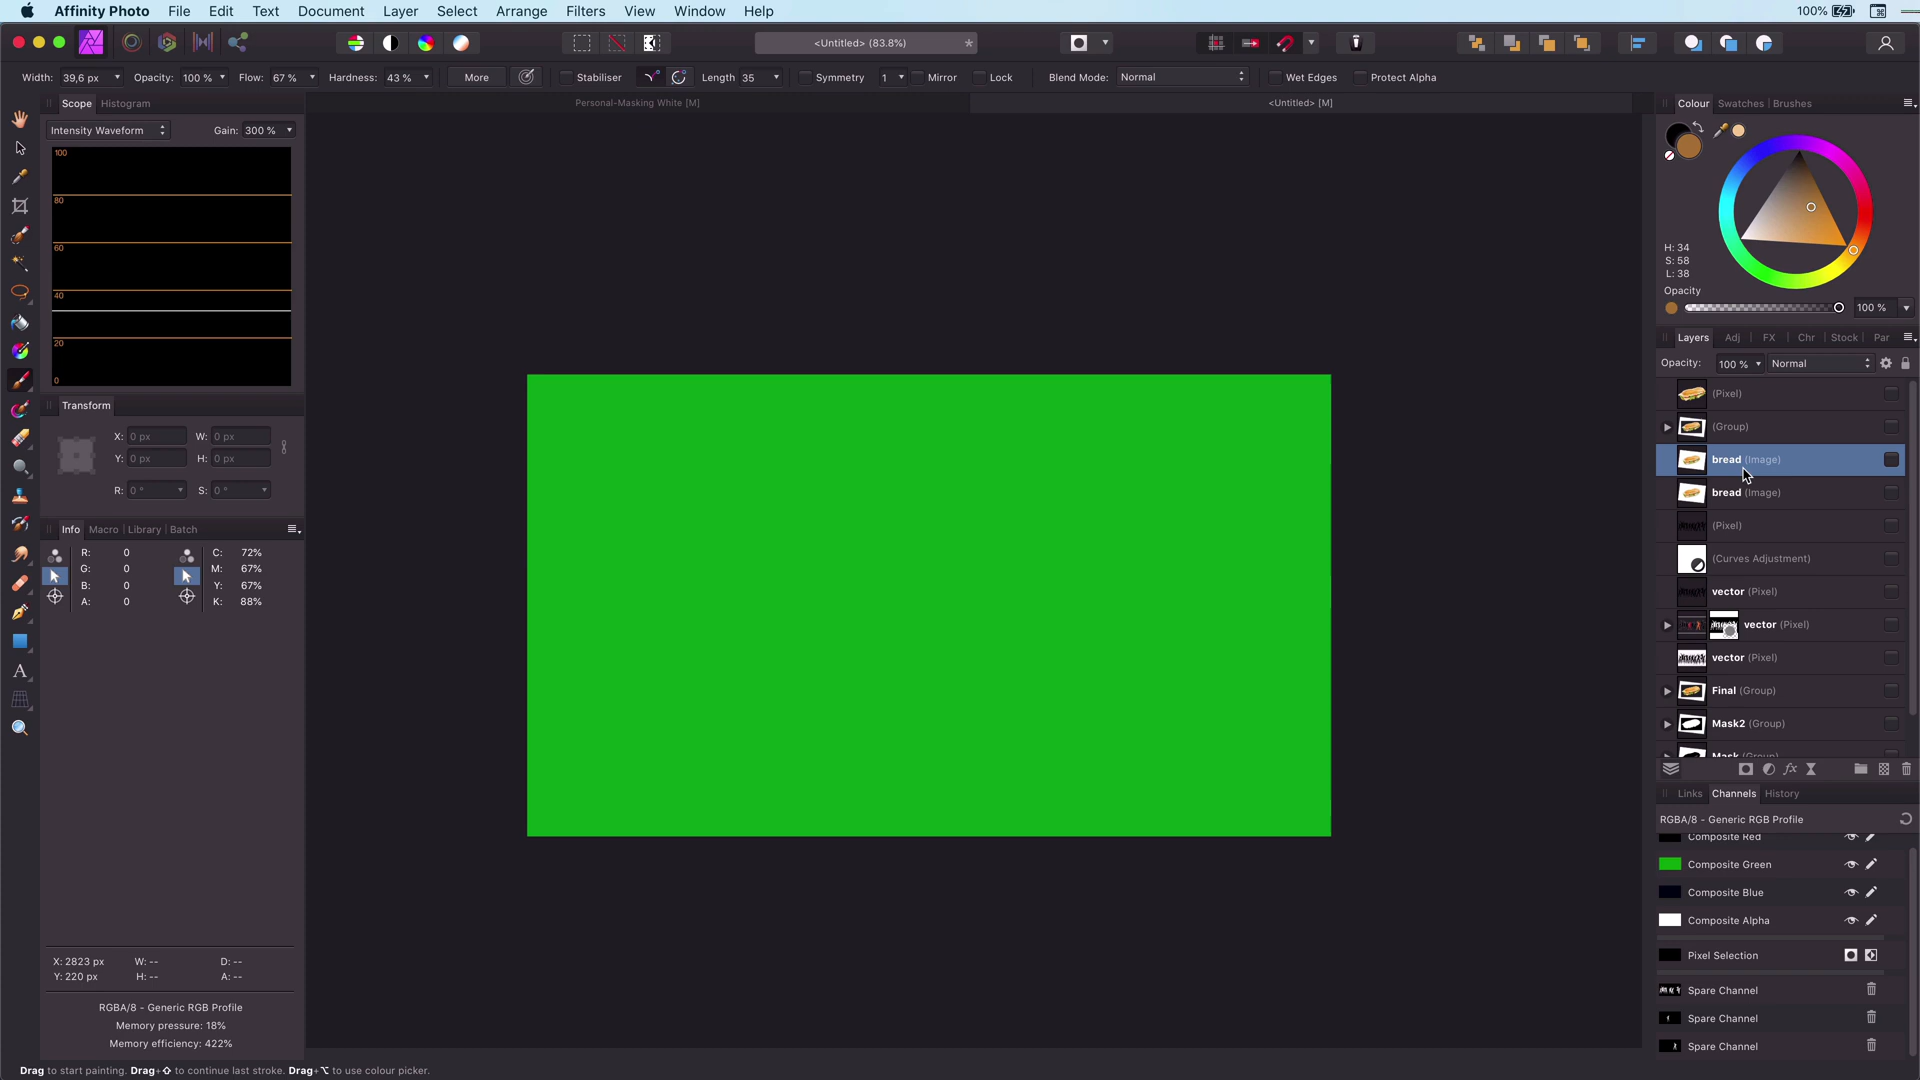 Affinity Photo File Edit Text Document Layer Select Arrange Filters View Window Help 100%
<Untitled> (83.8%) *
Width: 39,6 px Opacity: 100 % Flow: 67 % Hardness: 43 % More Stabiliser Length 35 Symmetry 1 Mirror Lock Blend Mode: Normal Wet Edges Protect Alpha
Scope Histogram
Personal-Masking White [M]
<Untitled> [M]
Colour Swatches Brushes
Intensity Waveform Gain: 300 %
100
80
60
40
20
0
H: 34
S: 58
L: 38
Opacity
100 %
Layers Adj FX Chr Stock Par
Opacity: 100 % Normal
(Pixel)
(Group)
bread (Image)
bread (Image)
(Pixel)
(Curves Adjustment)
vector (Pixel)
vector (Pixel)
vector (Pixel)
Final (Group)
Mask2 (Group)
Mask (Group)
Transform
X: 0 px W: 0 px
Y: 0 px H: 0 px
R: 0 ° S: 0 °
Info Macro Library Batch
R: 0 C: 72%
G: 0 M: 67%
B: 0 Y: 67%
A: 0 K: 88%
X: 2823 px W: -- D: --
Y: 220 px H: -- A: --
RGBA/8 - Generic RGB Profile
Memory pressure: 18%
Memory efficiency: 422%
Links Channels History
RGBA/8 - Generic RGB Profile
Composite Red
Composite Green
Composite Blue
Composite Alpha
Pixel Selection
Spare Channel
Spare Channel
Spare Channel
Drag to start painting. Drag+⇧ to continue last stroke. Drag+⌥ to use colour picker.